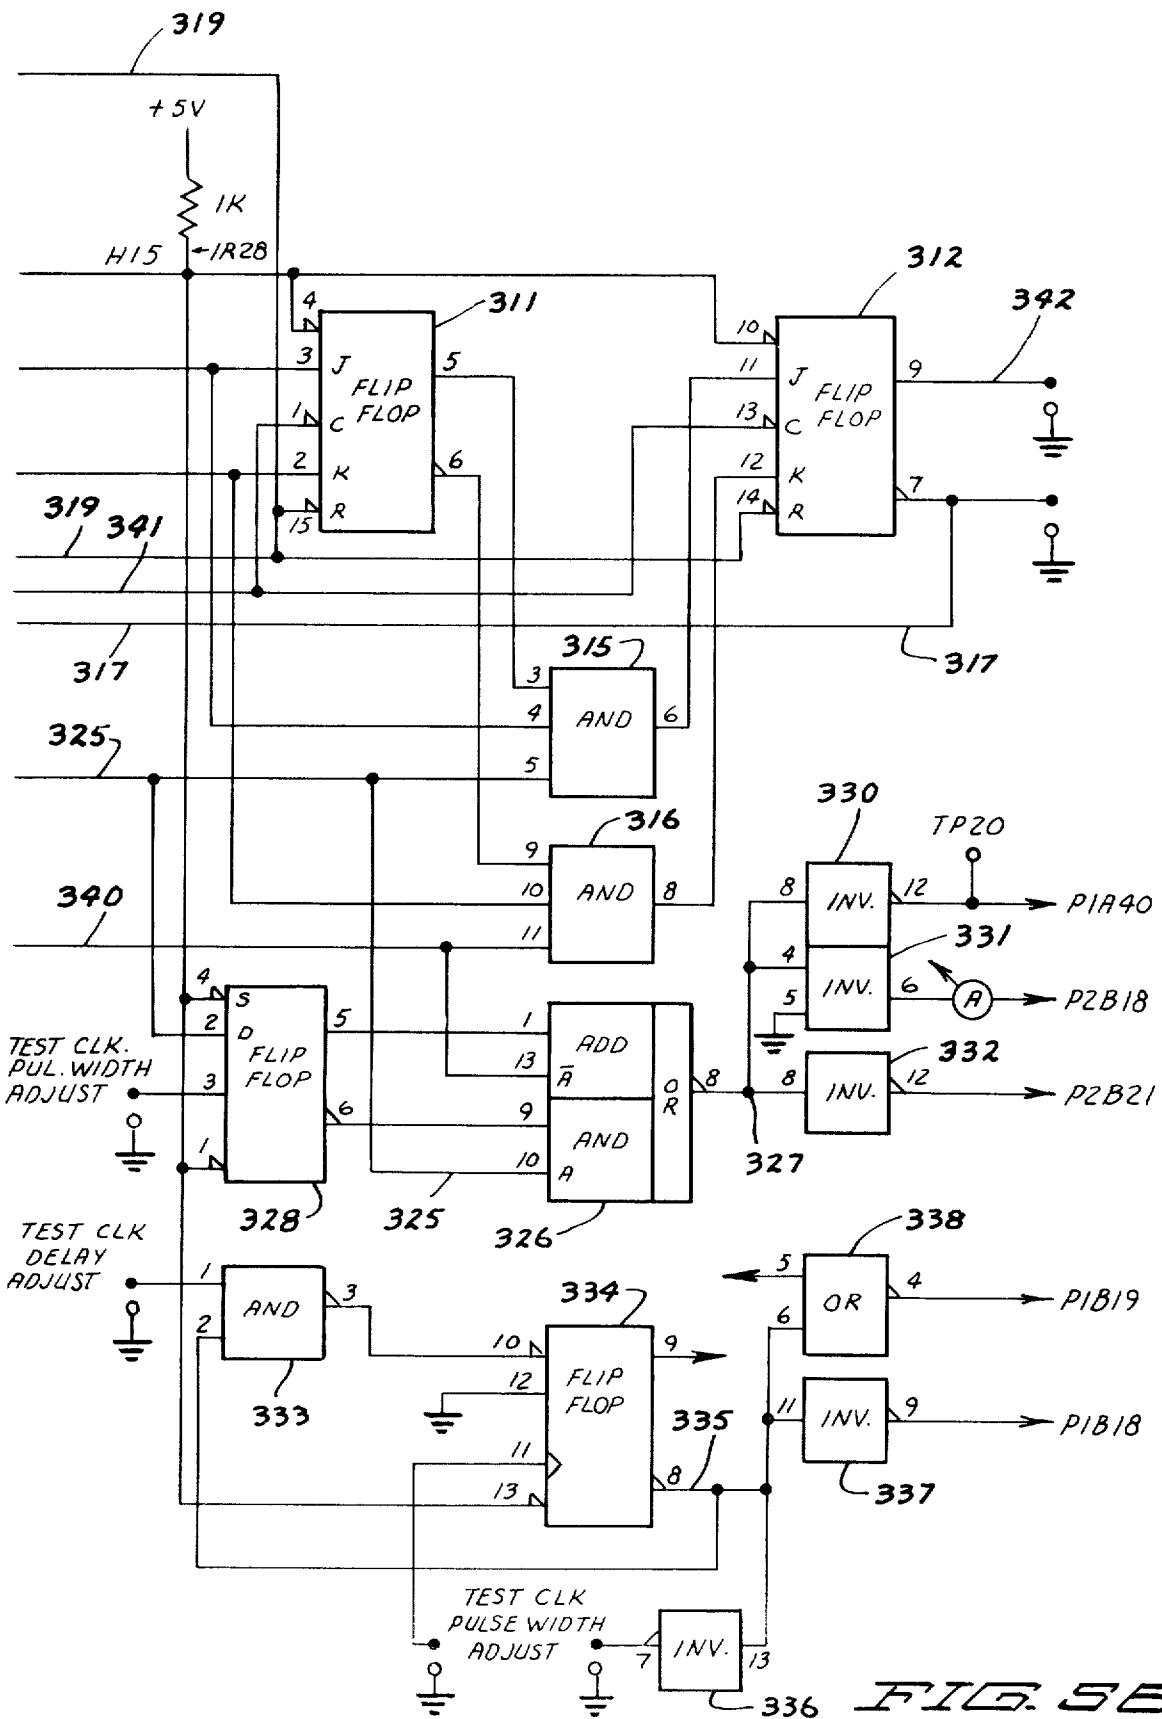 319
+5V
1K
H15
1R28
312
311
342
4
10
3
J
5
11
J
9
FLIP
FLOP
FLIP
FLOP
1
C
13
C
2
K
6
12
K
7
319
341
15
R
14
R
317
315
317
3
4
AND
6
325
5
330
316
TP20
9
340
10
AND
8
8
INV.
12
P1A40
11
331
4
4
S
INV.
6
A
P2B18
2
D
5
1
ADD
5
TEST CLK.
PUL. WIDTH
ADJUST
FLIP
FLOP
13
A̅
332
3
OR
8
8
INV.
12
P2B21
6
9
AND
327
1
10
A
328
325
326
338
TEST CLK
DELAY
ADJUST
1
3
334
5
OR
4
P1B19
AND
2
10
9
6
FLIP
FLOP
12
333
335
11
INV.
9
P1B18
11
8
13
337
TEST CLK
PULSE WIDTH
ADJUST
7
INV.
13
336
FIG. 5B